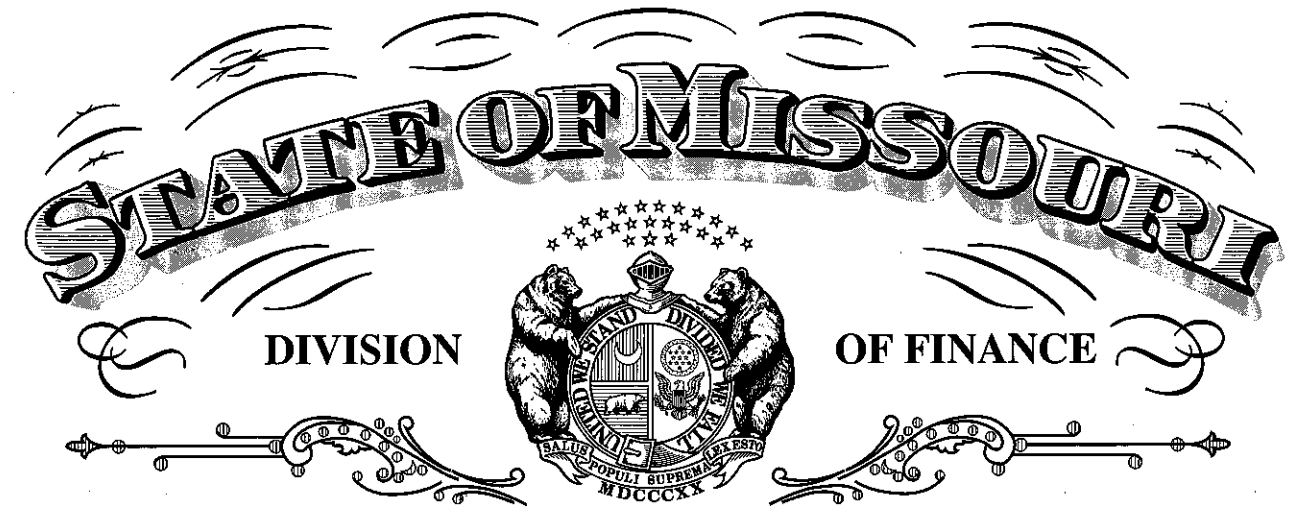 STATE OF MISSOURI
DIVISION OF FINANCE
UNITED WE STAND DIVIDED WE FALL
SALUS POPULI SUPREMA LEX ESTO
MDCCCXX